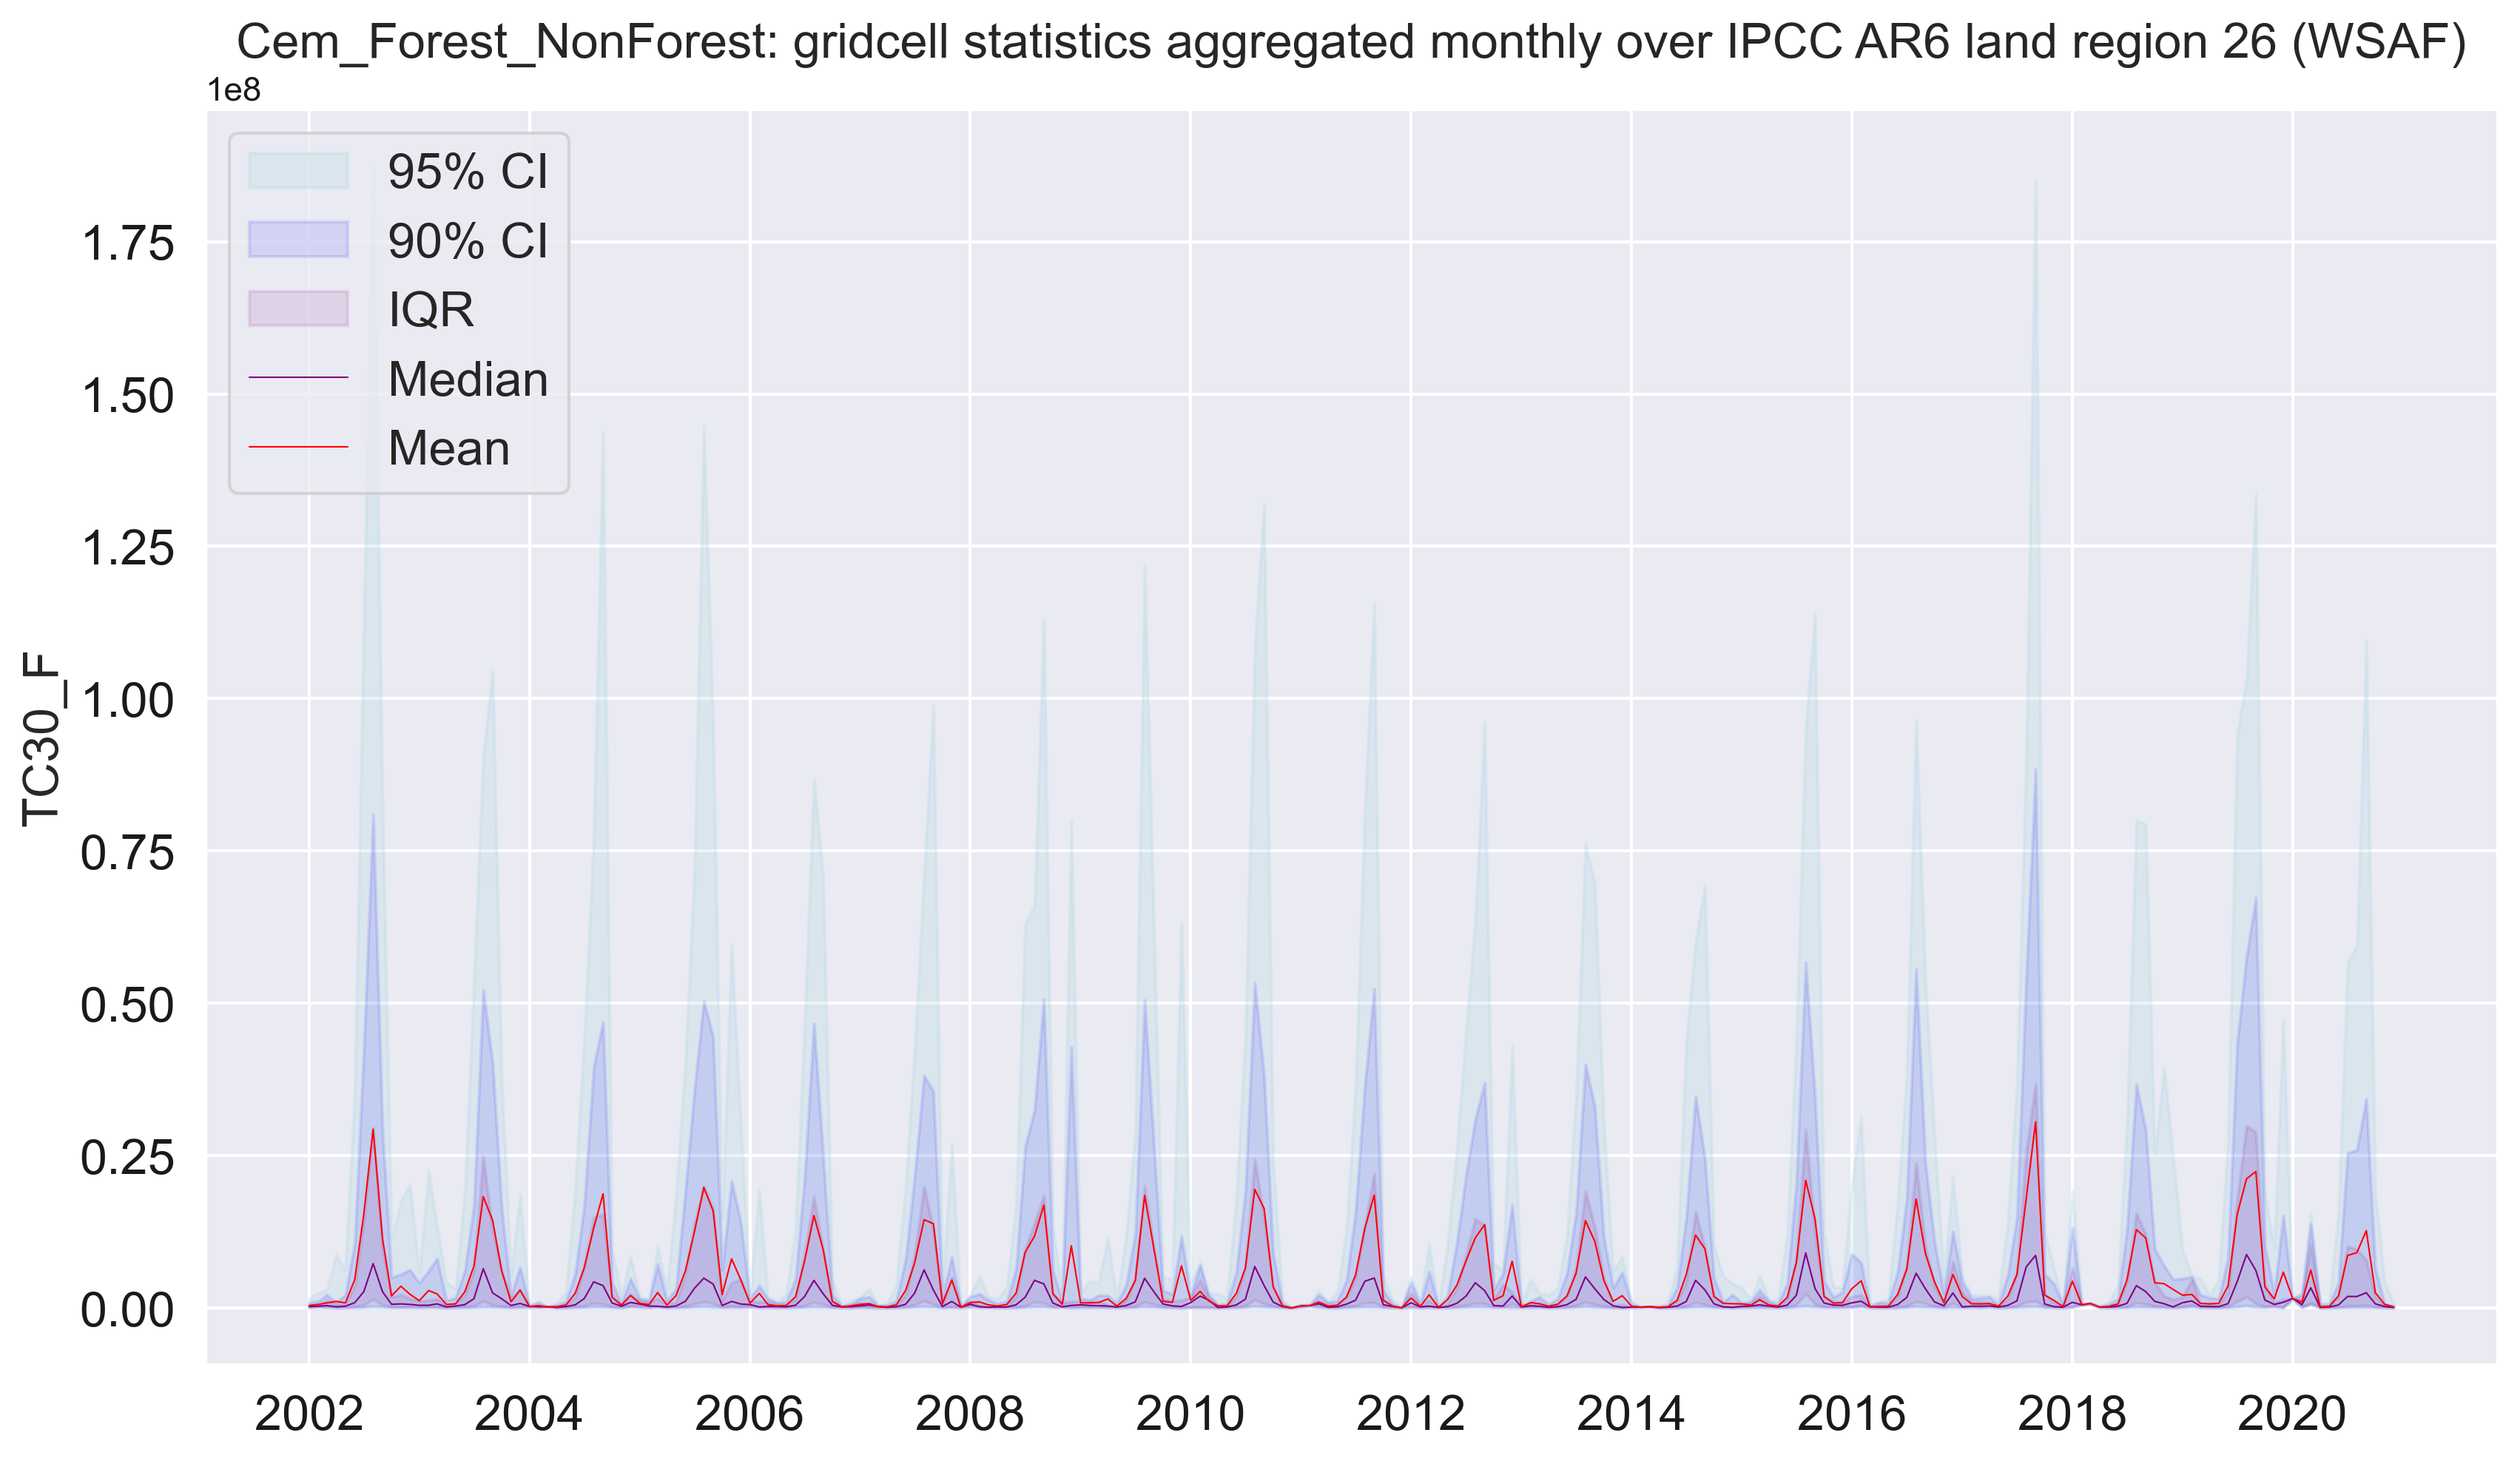 Cem_Forest_NonForest: gridcell statistics aggregated monthly over IPCC AR6 land region 26 (WSAF)
1e8
95% CI
90% CI
IQR
Median
Mean
1.75
1.50
1.25
1.00
0.75
0.50
0.25
0.00
TC30_F
2002 2004 2006 2008 2010 2012 2014 2016 2018 2020